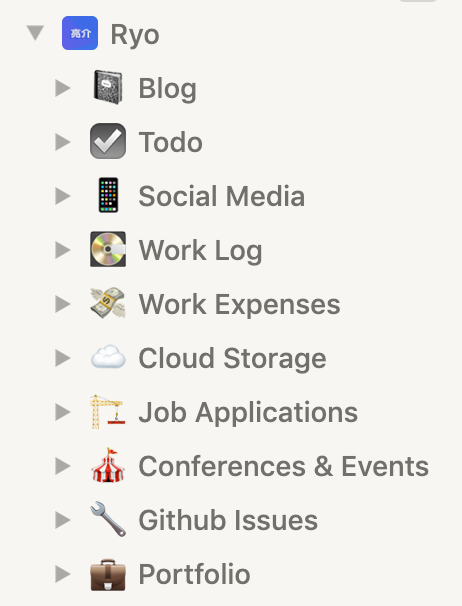 亮介 Ryo
Blog
Todo
Social Media
Work Log
Work Expenses
Cloud Storage
Job Applications
Conferences & Events
Github Issues
Portfolio